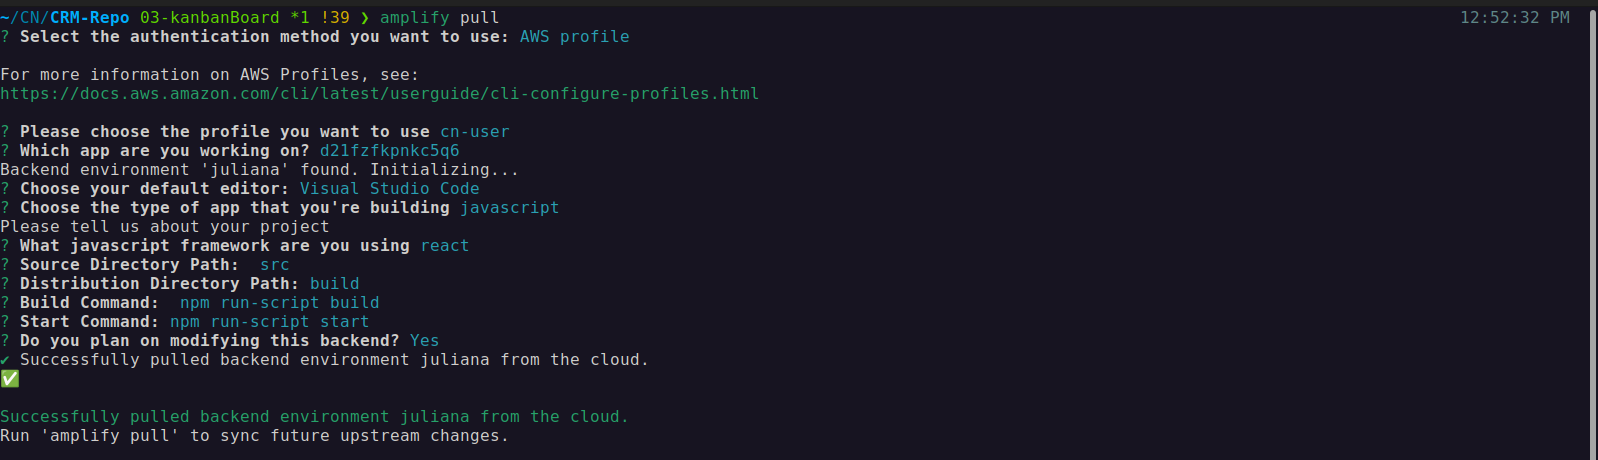 ~/CN/CRM-Repo 03-kanbanBoard *1 !39 ❯ amplify pull 12:52:32 PM
? Select the authentication method you want to use: AWS profile
For more information on AWS Profiles, see:
https://docs.aws.amazon.com/cli/latest/userguide/cli-configure-profiles.html
? Please choose the profile you want to use cn-user
? Which app are you working on? d21fzfkpnkc5q6
Backend environment 'juliana' found. Initializing...
? Choose your default editor: Visual Studio Code
? Choose the type of app that you're building javascript
Please tell us about your project
? What javascript framework are you using react
? Source Directory Path:  src
? Distribution Directory Path: build
? Build Command:  npm run-script build
? Start Command: npm run-script start
? Do you plan on modifying this backend? Yes
✔ Successfully pulled backend environment juliana from the cloud.
✅
Successfully pulled backend environment juliana from the cloud.
Run 'amplify pull' to sync future upstream changes.